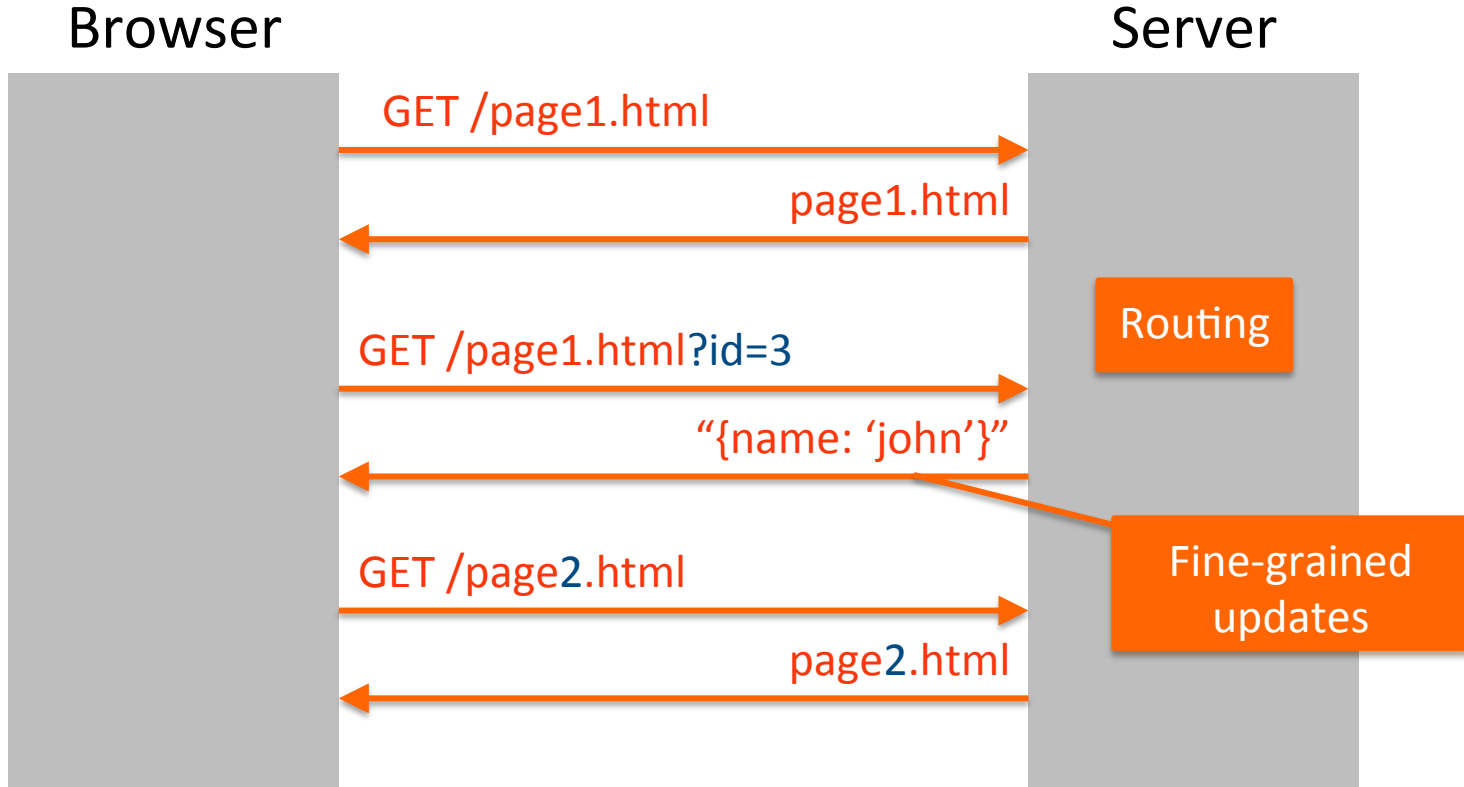 Browser
Server
GET /page1.html
page1.html
Routing
GET /page1.html?id=3
“{name: ‘john’}”
Fine-grained
updates
GET /page2.html
page2.html